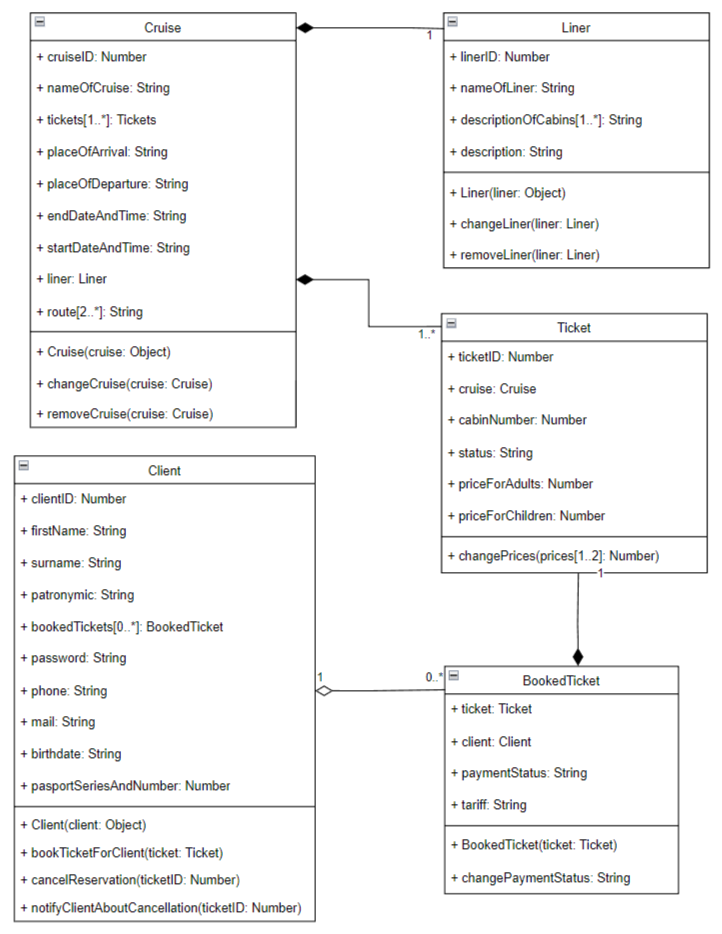 Cruise
+ cruiseID: Number
+ nameOfCruise: String
+ tickets[1..*]: Tickets
+ placeOfArrival: String
+ placeOfDeparture: String
+ endDateAndTime: String
+ startDateAndTime: String
+ liner: Liner
+ route[2..*]: String
+ Cruise(cruise: Object)
+ changeCruise(cruise: Cruise)
+ removeCruise(cruise: Cruise)
1
Liner
+ linerID: Number
+ nameOfLiner: String
+ descriptionOfCabins[1..*]: String
+ description: String
+ Liner(liner: Object)
+ changeLiner(liner: Liner)
+ removeLiner(liner: Liner)
1..*
Ticket
+ ticketID: Number
+ cruise: Cruise
+ cabinNumber: Number
+ status: String
+ priceForAdults: Number
+ priceForChildren: Number
+ changePrices(prices[1..2]: Number)
1
Client
+ clientID: Number
+ firstName: String
+ surname: String
+ patronymic: String
+ bookedTickets[0..*]: BookedTicket
+ password: String
+ phone: String
+ mail: String
+ birthdate: String
+ pasportSeriesAndNumber: Number
+ Client(client: Object)
+ bookTicketForClient(ticket: Ticket)
+ cancelReservation(ticketID: Number)
+ notifyClientAboutCancellation(ticketID: Number)
1
0..*
BookedTicket
+ ticket: Ticket
+ client: Client
+ paymentStatus: String
+ tariff: String
+ BookedTicket(ticket: Ticket)
+ changePaymentStatus: String